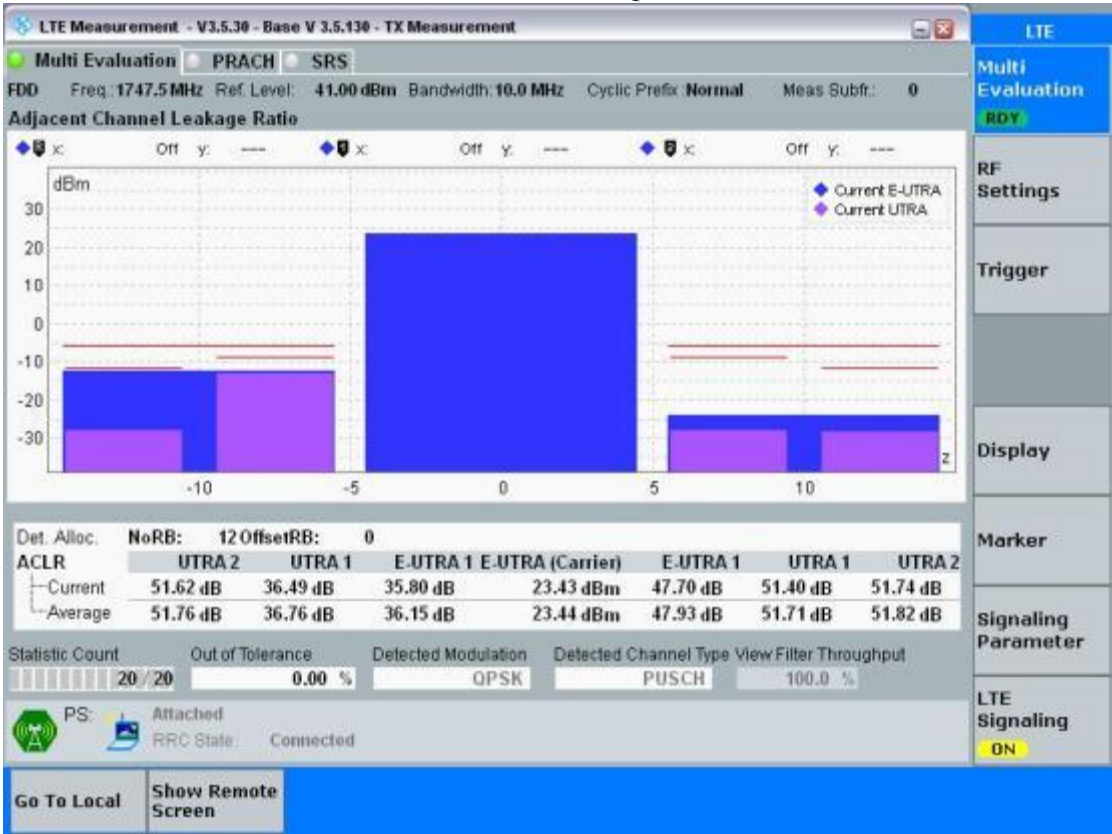 LTE Measurement - V3.5.30 - Base V 3.5.130 - TX Measurement
LTE
Multi Evaluation PRACH SRS
Multi
Evaluation
RDY
FDD Freq.: 1747.5 MHz Ref. Level: 41.00 dBm Bandwidth: 10.0 MHz Cyclic Prefix :Normal Meas Subfr.: 0
Adjacent Channel Leakage Ratio
x: Off y: --- x: Off y: --- x: Off y: ---
RF
Settings
dBm
Current E-UTRA
Current UTRA
30
20
10
0
-10
-20
-30
Trigger
Display
z
-10 -5 0 5 10
Marker
Det. Alloc. NoRB: 12 OffsetRB: 0
ACLR UTRA 2 UTRA 1 E-UTRA 1 E-UTRA (Carrier) E-UTRA 1 UTRA 1 UTRA 2
Current 51.62 dB 36.49 dB 35.80 dB 23.43 dBm 47.70 dB 51.40 dB 51.74 dB
Average 51.76 dB 36.76 dB 36.15 dB 23.44 dBm 47.93 dB 51.71 dB 51.82 dB
Signaling
Parameter
Statistic Count Out of Tolerance Detected Modulation Detected Channel Type View Filter Throughput
20 / 20 0.00 % QPSK PUSCH 100.0 %
LTE
Signaling
ON
PS: Attached
RRC State: Connected
Go To Local
Show Remote
Screen